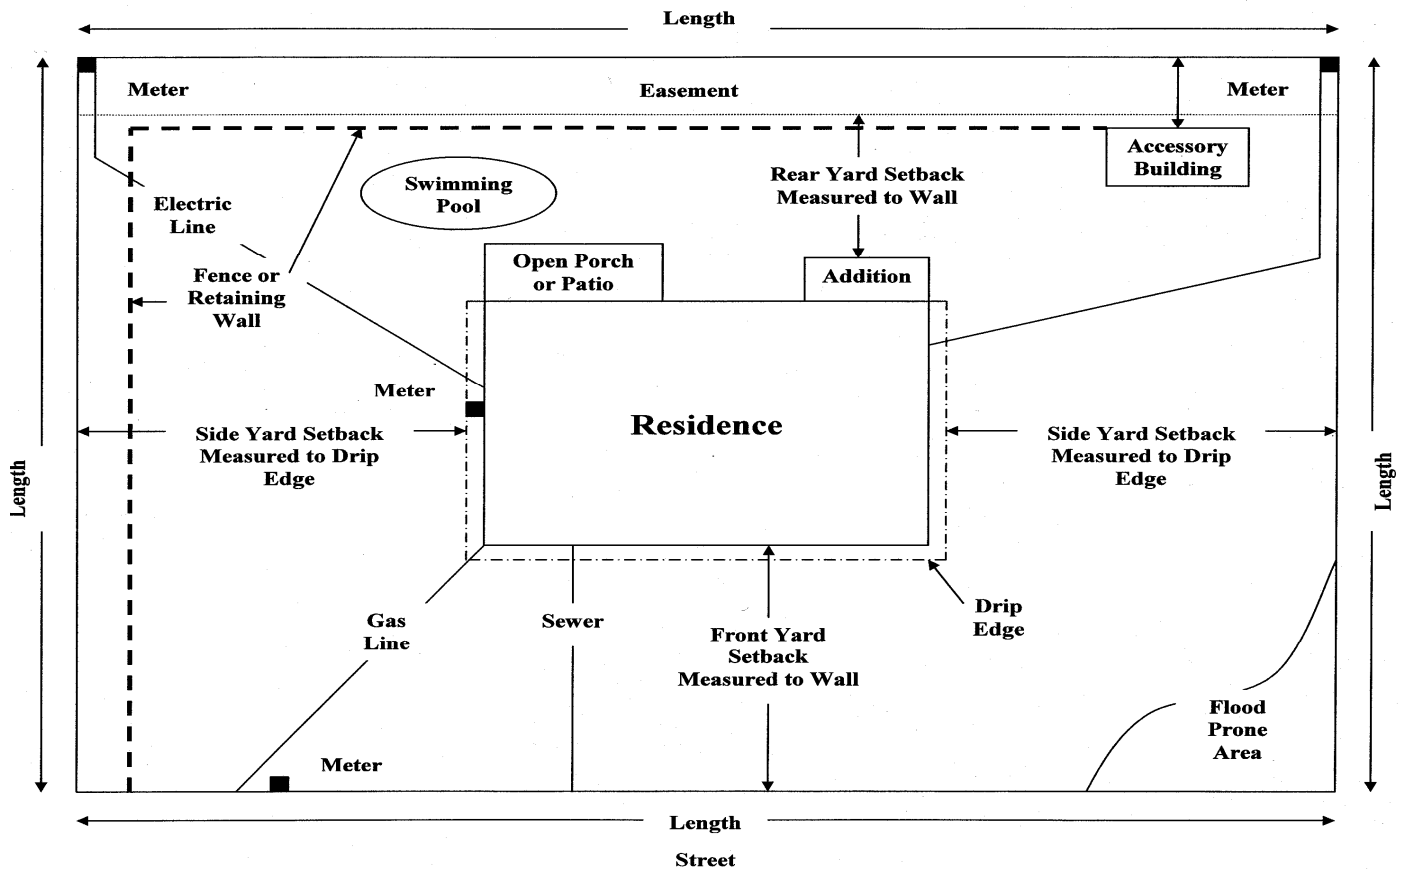 Length
Meter
Easement
Meter
Accessory
Building
Rear Yard Setback
Measured to Wall
Swimming
Pool
Electric
Line
Open Porch
or Patio
Addition
Fence or
Retaining
Wall
Meter
Residence
Side Yard Setback
Measured to Drip
Edge
Side Yard Setback
Measured to Drip
Edge
Length
Length
Gas
Line
Sewer
Front Yard
Setback
Measured to Wall
Drip
Edge
Flood
Prone
Area
Meter
Length
Street